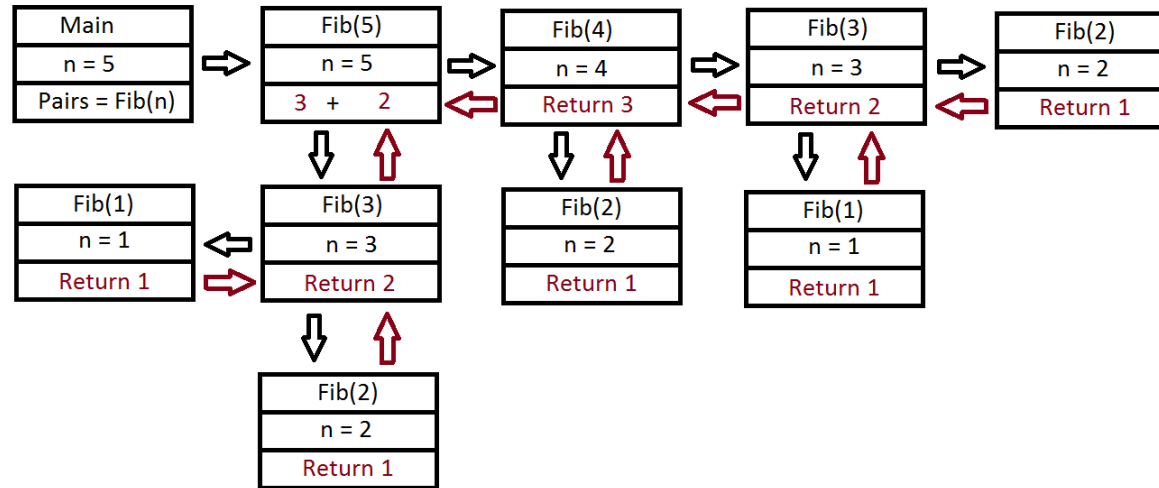 Main
n = 5
Pairs = Fib(n)
Fib(5)
n = 5
3 + 2
Fib(4)
n = 4
Return 3
Fib(3)
n = 3
Return 2
Fib(2)
n = 2
Return 1
Fib(1)
n = 1
Return 1
Fib(3)
n = 3
Return 2
Fib(2)
n = 2
Return 1
Fib(1)
n = 1
Return 1
Fib(2)
n = 2
Return 1